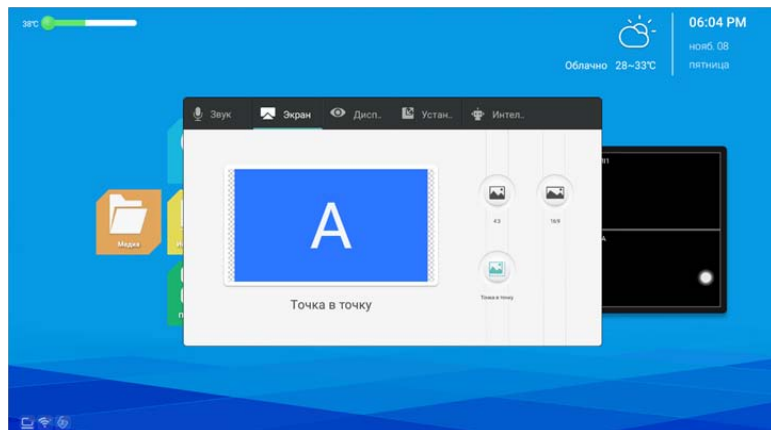 38°C
06:04 PM
нояб. 08
Облачно 28~33°C
пятница
Звук
Экран
Дисп..
Устан..
Интел..
A
4:3
16:9
Медиа
Точка в точку
Точка в точку